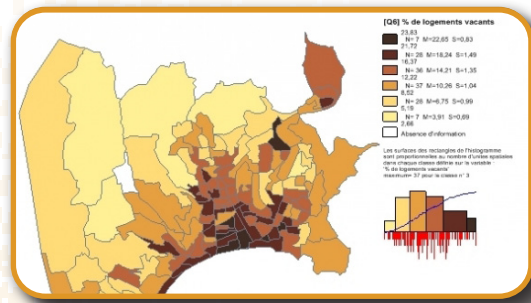 [Q6] % de logements vacants
23,83
N= 7 M=22,65 S=0,83
21,72
N= 28 M=18,24 S=1,49
16,37
N= 36 M=14,21 S=1,35
12,22
N= 37 M=10,26 S=1,04
8,52
N= 28 M=6,75 S=0,99
5,19
N= 7 M=3,91 S=0,69
2,66
Absence d'information
Les surfaces des rectangles de l'histogramme
sont proportionnelles au nombre d'unités spatiales
dans chaque classe définie sur la variable :
'% de logements vacants'
maximum= 37 pour la classe n° 3